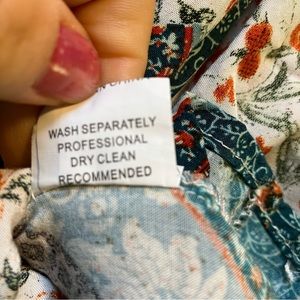 WASH SEPARATELY
PROFESSIONAL
DRY CLEAN
RECOMMENDED